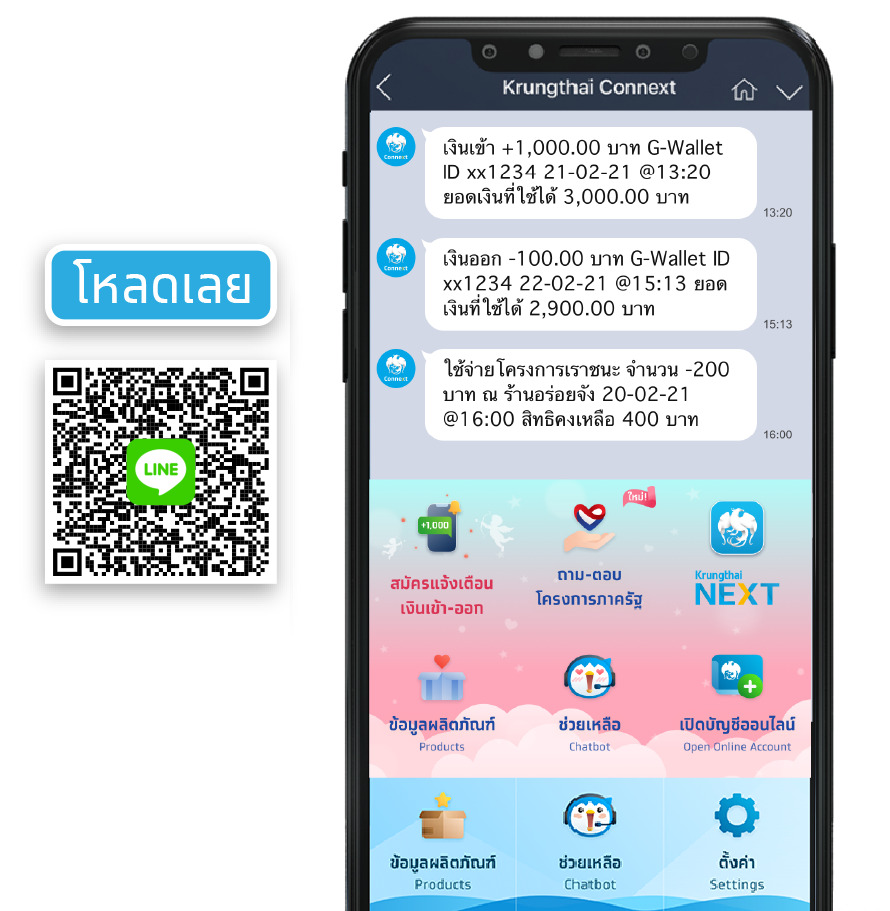 โหลดเลย
LINE
Krungthai Connext
Connext
เงินเข้า +1,000.00 บาท G-Wallet
ID xx1234 21-02-21 @13:20
ยอดเงินที่ใช้ได้ 3,000.00 บาท
13:20
Connext
เงินออก -100.00 บาท G-Wallet ID
xx1234 22-02-21 @15:13 ยอด
เงินที่ใช้ได้ 2,900.00 บาท
15:13
Connext
ใช้จ่ายโครงการเราชนะ จำนวน -200
บาท ณ ร้านอร่อยจัง 20-02-21
@16:00 สิทธิคงเหลือ 400 บาท
16:00
+1,000
สมัครแจ้งเตือน
เงินเข้า-ออก
ใหม่!
ถาม-ตอบ
โครงการภาครัฐ
Krungthai
NEXT
ข้อมูลผลิตภัณฑ์
Products
ช่วยเหลือ
Chatbot
เปิดบัญชีออนไลน์
Open Online Account
ข้อมูลผลิตภัณฑ์
Products
ช่วยเหลือ
Chatbot
ตั้งค่า
Settings